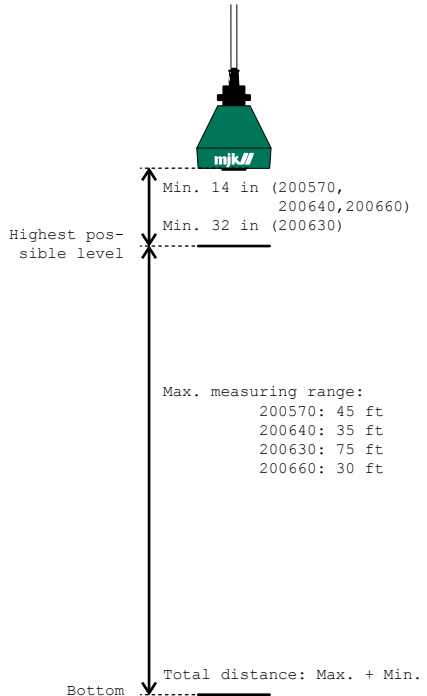 mjk
Min. 14 in (200570,
200640,200660)
Min. 32 in (200630)
Highest pos-
sible level
Max. measuring range:
200570: 45 ft
200640: 35 ft
200630: 75 ft
200660: 30 ft
Total distance: Max. + Min.
Bottom